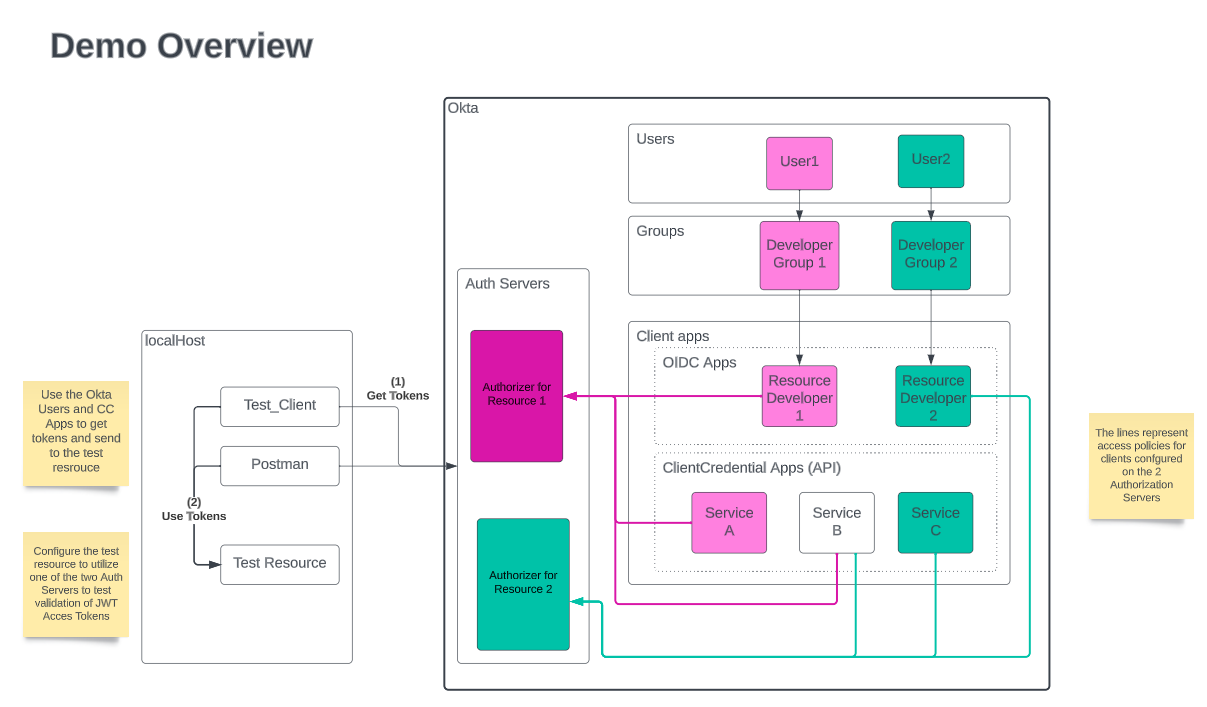 Demo Overview
Okta
Users
User1
User2
Groups
Developer
Group 1
Developer
Group 2
Auth Servers
Authorizer for
Resource 1
Authorizer for
Resource 2
Client apps
OIDC Apps
Resource
Developer
1
Resource
Developer
2
ClientCredential Apps (API)
Service
A
Service
B
Service
C
localHost
Test_Client
Postman
Test Resource
(1)
Get Tokens
(2)
Use Tokens
Use the Okta
Users and CC
Apps to get
tokens and send
to the test
resrouce
Configure the test
resource to utilize
one of the two Auth
Servers to test
validation of JWT
Acces Tokens
The lines represent
access policies for
clients confgured
on the 2
Authorization
Servers